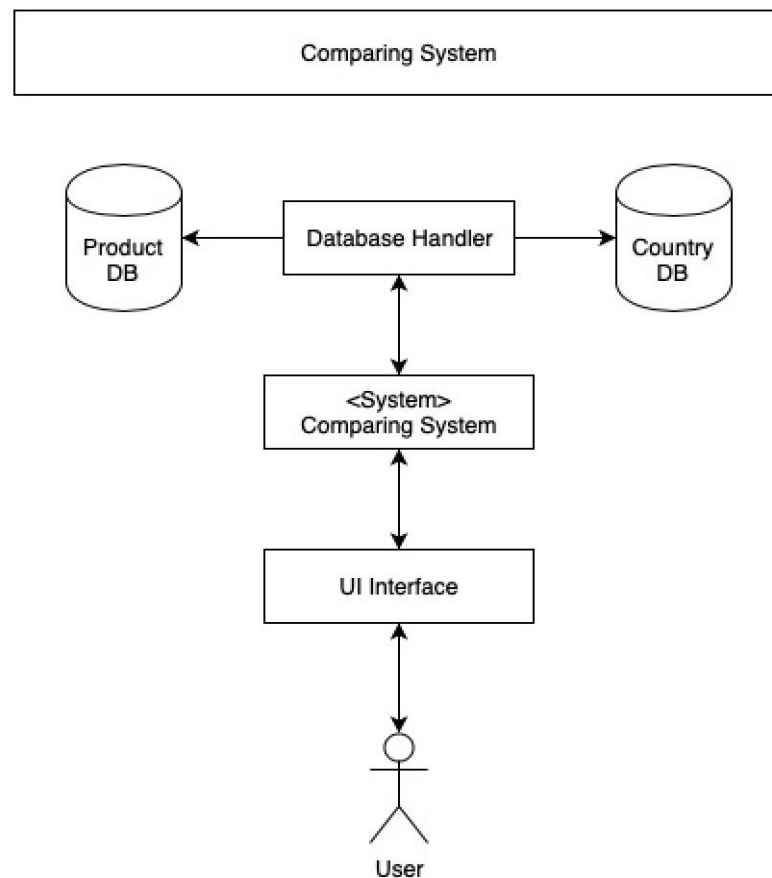 Comparing System
Product
DB
Database Handler
Country
DB
<System>
Comparing System
UI Interface
User